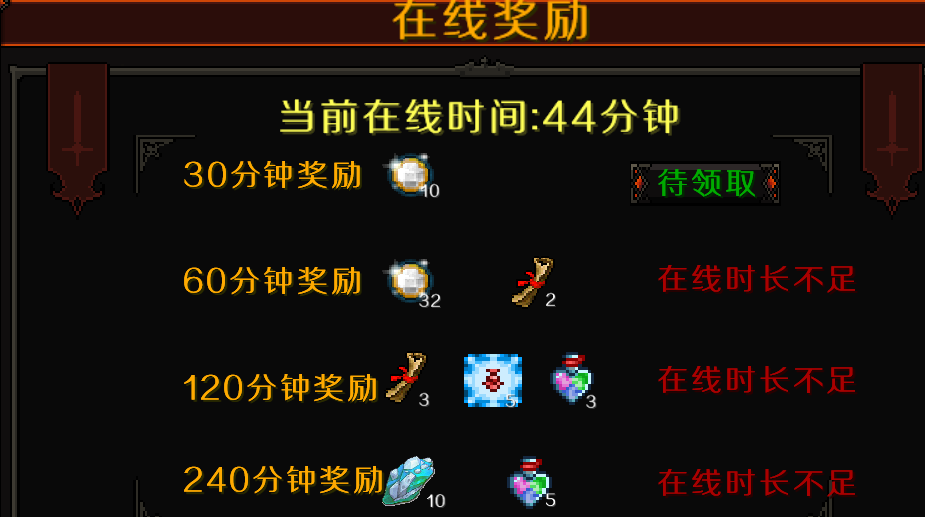 在线奖励
当前在线时间:44分钟
30分钟奖励 10 待领取
60分钟奖励 32 2 在线时长不足
120分钟奖励 3 5 3 在线时长不足
240分钟奖励 10 5 在线时长不足